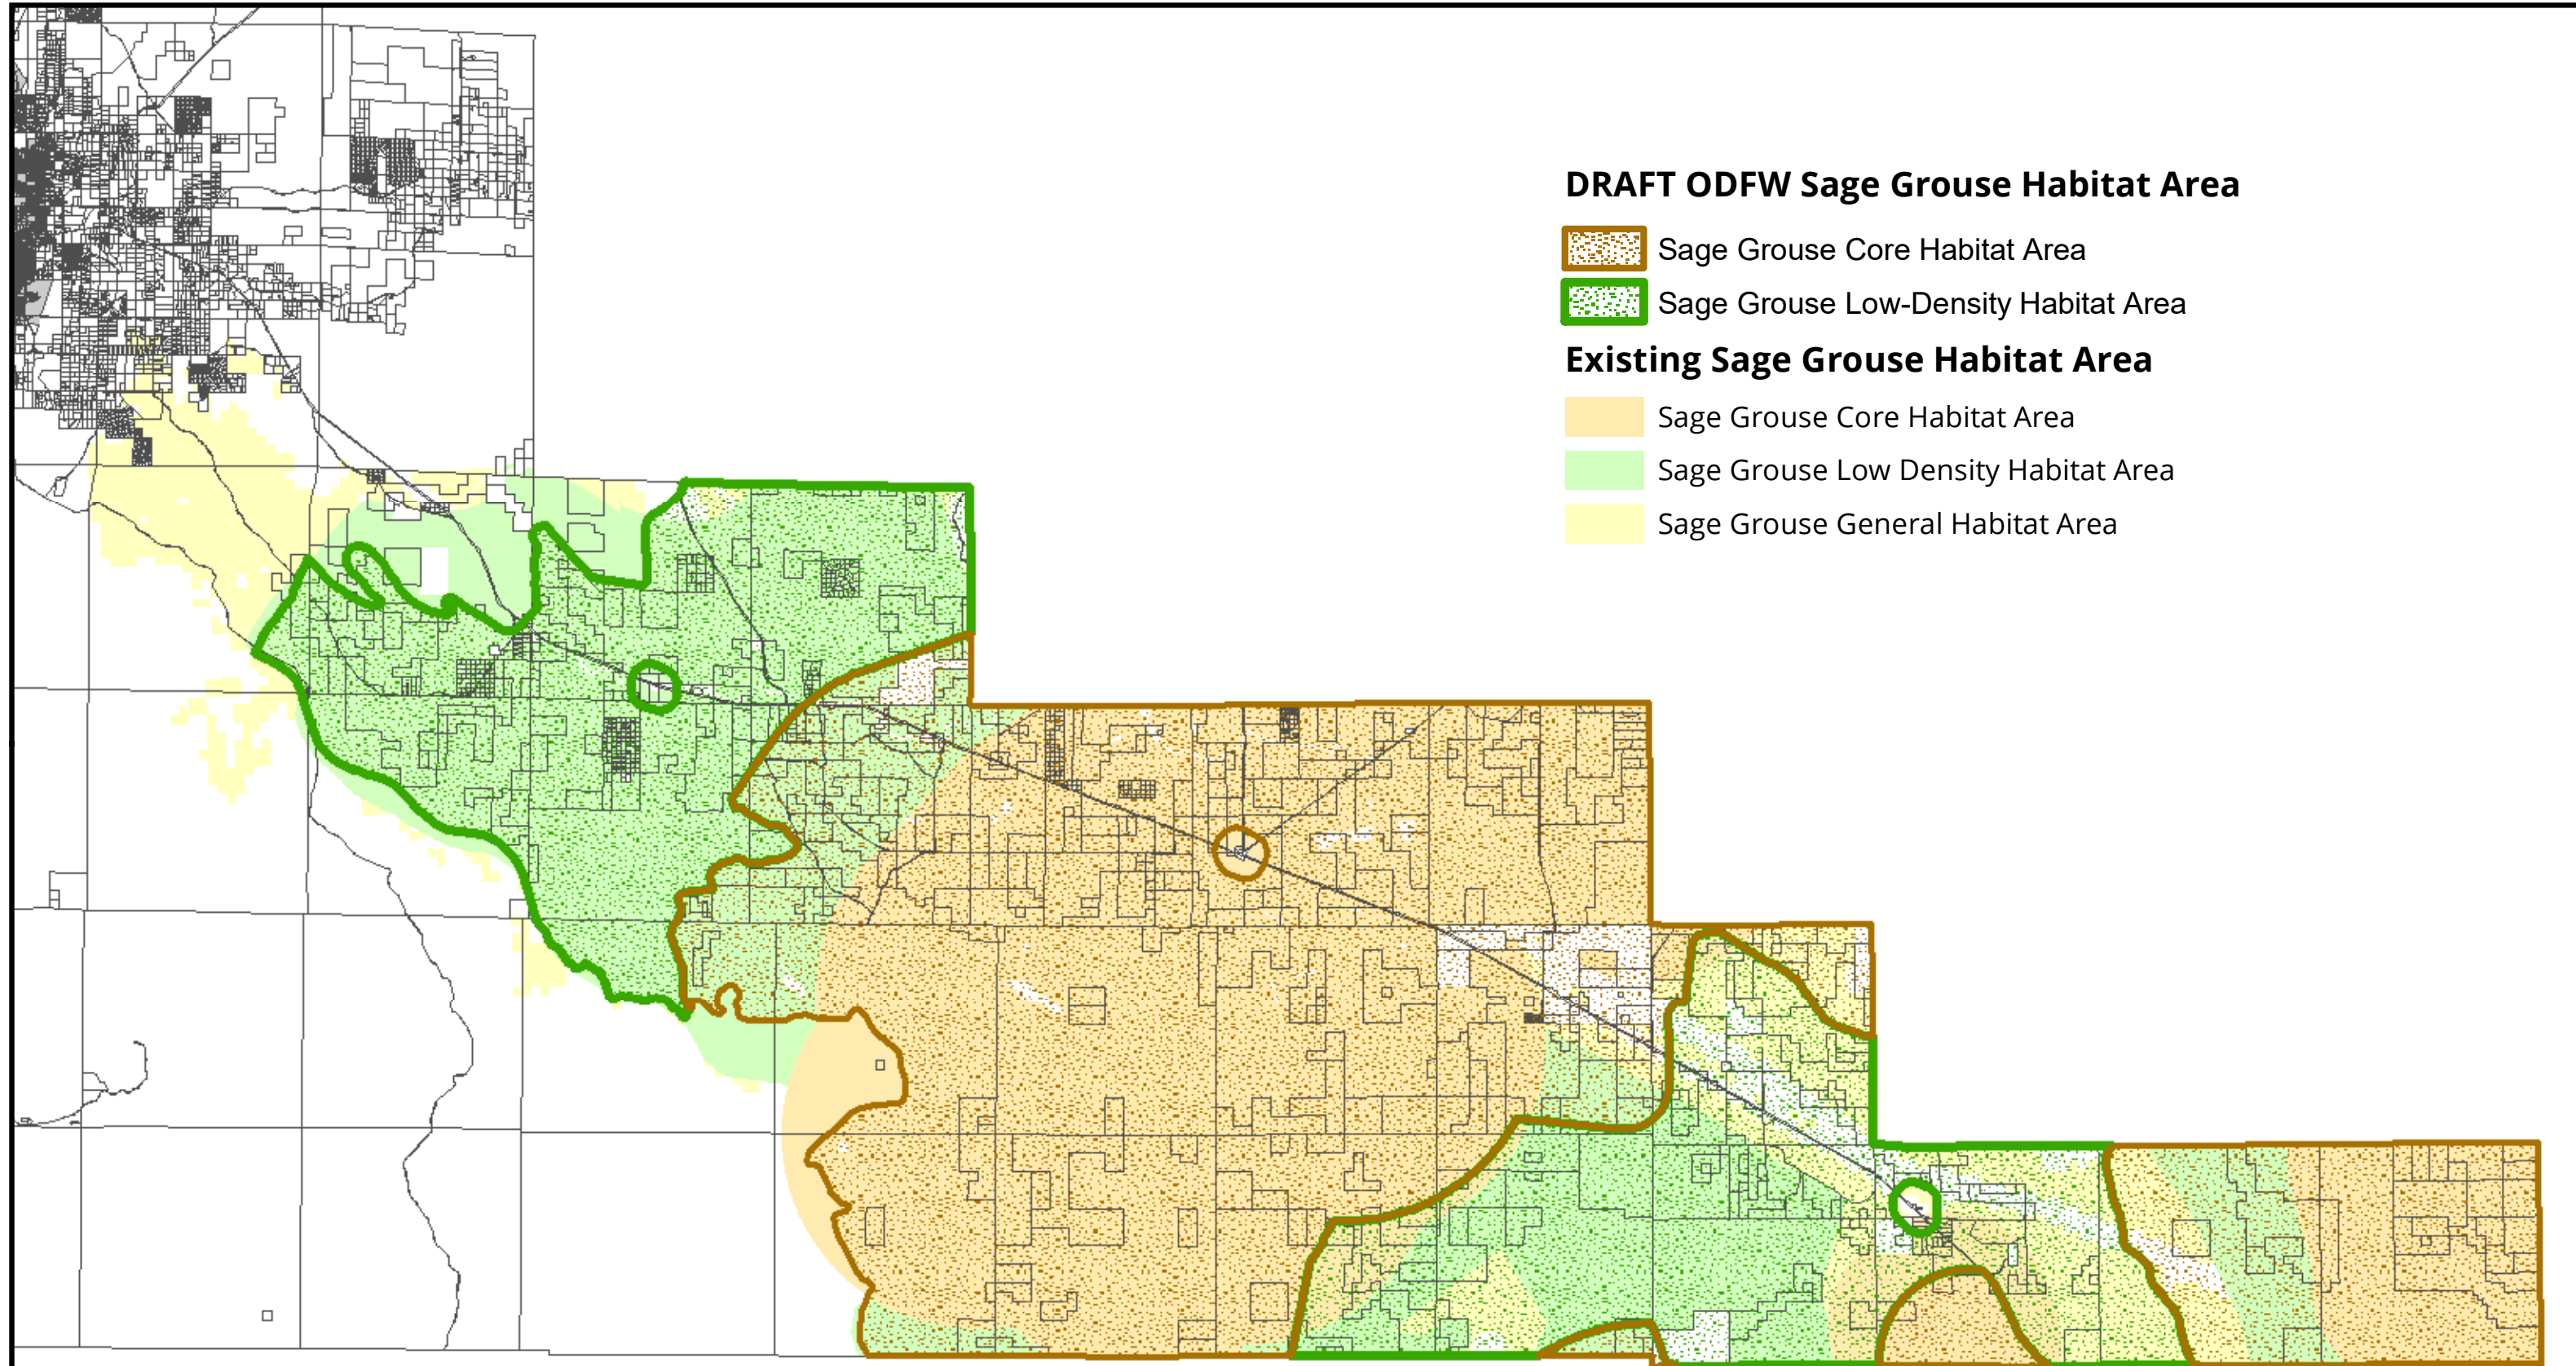 DRAFT ODFW Sage Grouse Habitat Area
Sage Grouse Core Habitat Area
Sage Grouse Low-Density Habitat Area
Existing Sage Grouse Habitat Area
Sage Grouse Core Habitat Area
Sage Grouse Low Density Habitat Area
Sage Grouse General Habitat Area